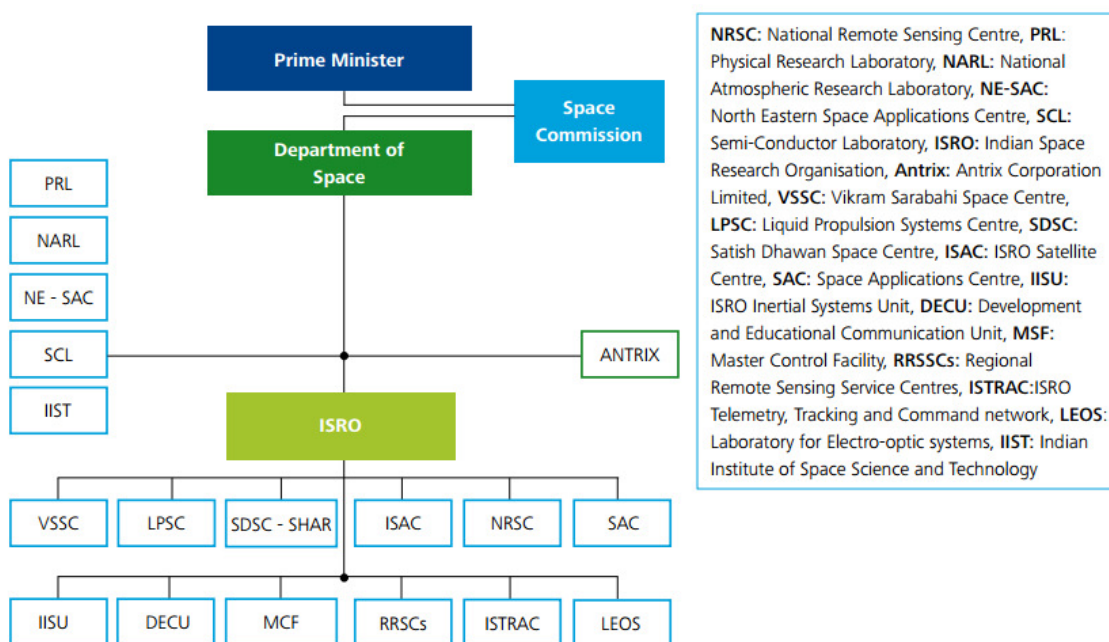 Prime Minister
Space
Commission
Department of
Space
PRL
NARL
NE - SAC
SCL
IIST
ANTRIX
ISRO
VSSC
LPSC
SDSC - SHAR
ISAC
NRSC
SAC
IISU
DECU
MCF
RRSCs
ISTRAC
LEOS
NRSC: National Remote Sensing Centre, PRL:
Physical Research Laboratory, NARL: National
Atmospheric Research Laboratory, NE-SAC:
North Eastern Space Applications Centre, SCL:
Semi-Conductor Laboratory, ISRO: Indian Space
Research Organisation, Antrix: Antrix Corporation
Limited, VSSC: Vikram Sarabahi Space Centre,
LPSC: Liquid Propulsion Systems Centre, SDSC:
Satish Dhawan Space Centre, ISAC: ISRO Satellite
Centre, SAC: Space Applications Centre, IISU:
ISRO Inertial Systems Unit, DECU: Development
and Educational Communication Unit, MSF:
Master Control Facility, RRSSCs: Regional
Remote Sensing Service Centres, ISTRAC:ISRO
Telemetry, Tracking and Command network, LEOS:
Laboratory for Electro-optic systems, IIST: Indian
Institute of Space Science and Technology